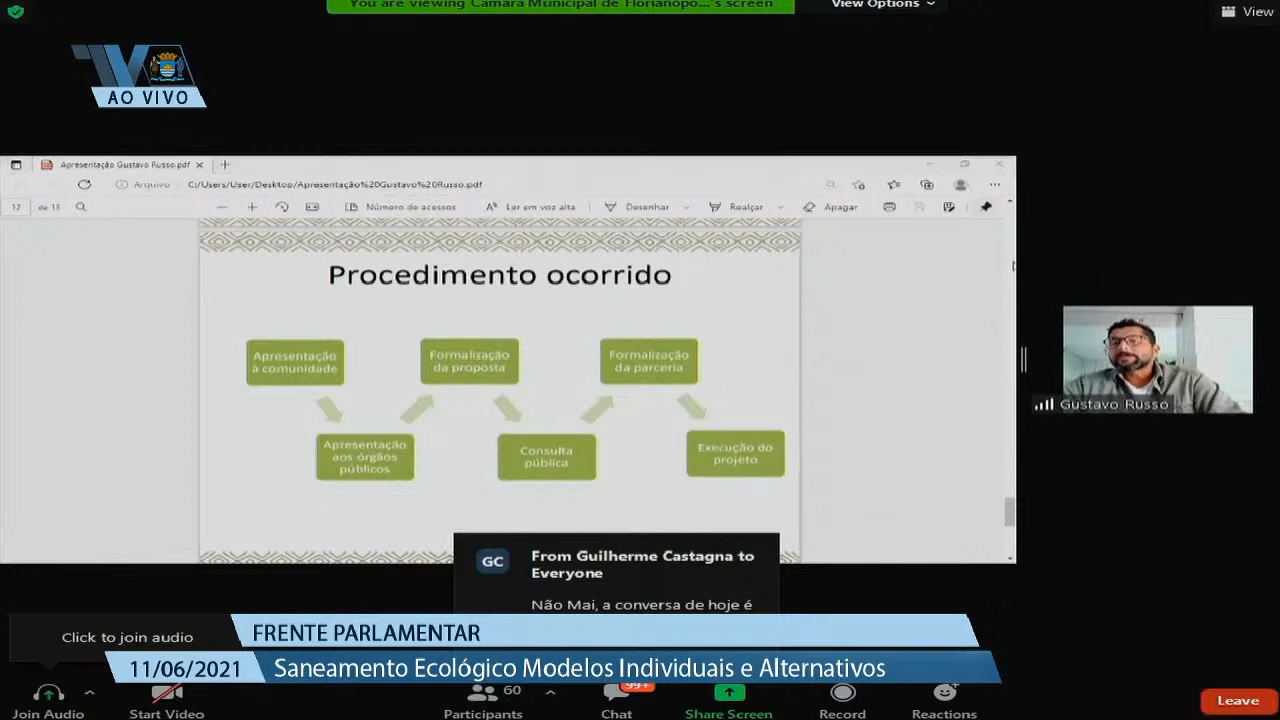 You are viewing Câmara Municipal de Florianópo...'s screen
View Options
View
TV
AO VIVO
Apresentação Gustavo Russo.pdf
Arquivo
C:/Users/User/Desktop/Apresentação%20Gustavo%20Russo.pdf
12
de 13
Número de acessos
Ler em voz alta
Desenhar
Realçar
Apagar
Procedimento ocorrido
Apresentação
à comunidade
Apresentação
aos órgãos
públicos
Formalização
da proposta
Consulta
pública
Formalização
da parceria
Execução do
projeto
Gustavo Russo
GC
From Guilherme Castagna to
Everyone
Não Mai, a conversa de hoje é
Click to join audio
FRENTE PARLAMENTAR
11/06/2021
Saneamento Ecológico Modelos Individuais e Alternativos
Join Audio
Start Video
60
Participants
99+
Chat
Share Screen
Record
Reactions
Leave